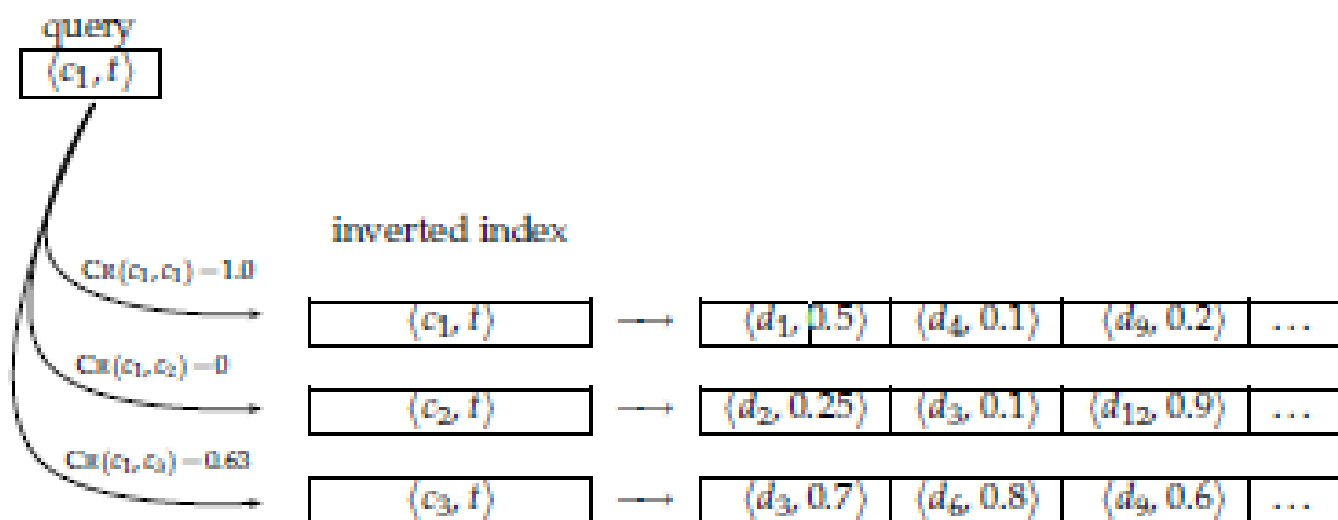 query
⟨c₁, t⟩
inverted index
CR(c₁, c₁) = 1.0
⟨c₁, t⟩ → ⟨d₁, 0.5⟩ ⟨d₄, 0.1⟩ ⟨d₉, 0.2⟩ …
CR(c₁, c₂) = 0
⟨c₂, t⟩ → ⟨d₂, 0.25⟩ ⟨d₃, 0.1⟩ ⟨d₁₂, 0.9⟩ …
CR(c₁, c₃) = 0.63
⟨c₃, t⟩ → ⟨d₃, 0.7⟩ ⟨d₆, 0.8⟩ ⟨d₉, 0.6⟩ …